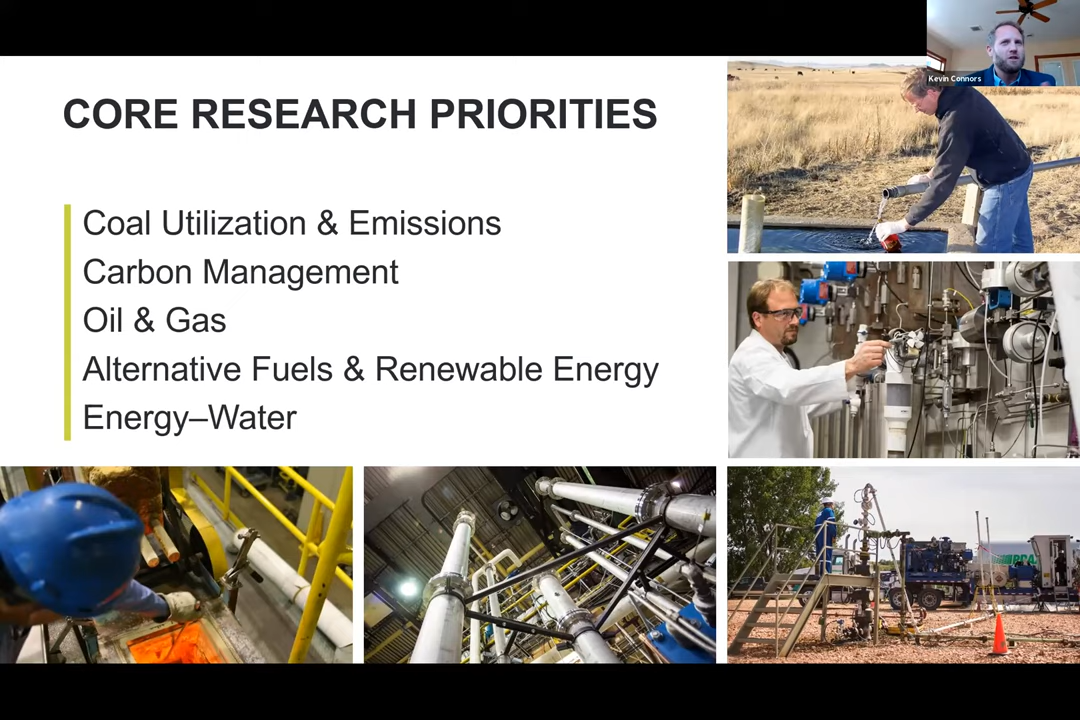 Kevin Connors
CORE RESEARCH PRIORITIES
Coal Utilization & Emissions
Carbon Management
Oil & Gas
Alternative Fuels & Renewable Energy
Energy–Water